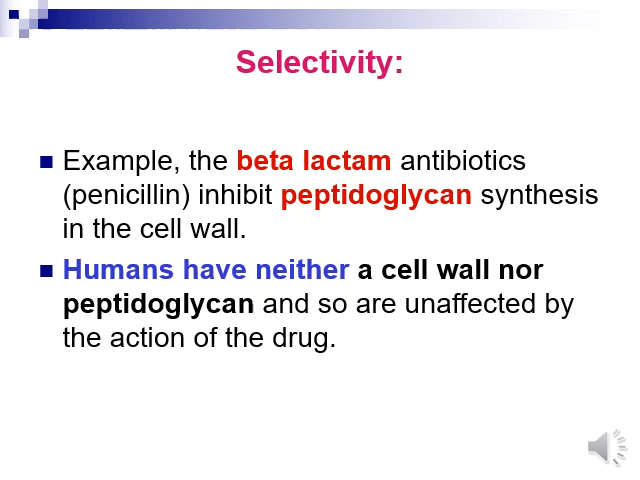 Selectivity:
Example, the beta lactam antibiotics
(penicillin) inhibit peptidoglycan synthesis
in the cell wall.
Humans have neither a cell wall nor
peptidoglycan and so are unaffected by
the action of the drug.